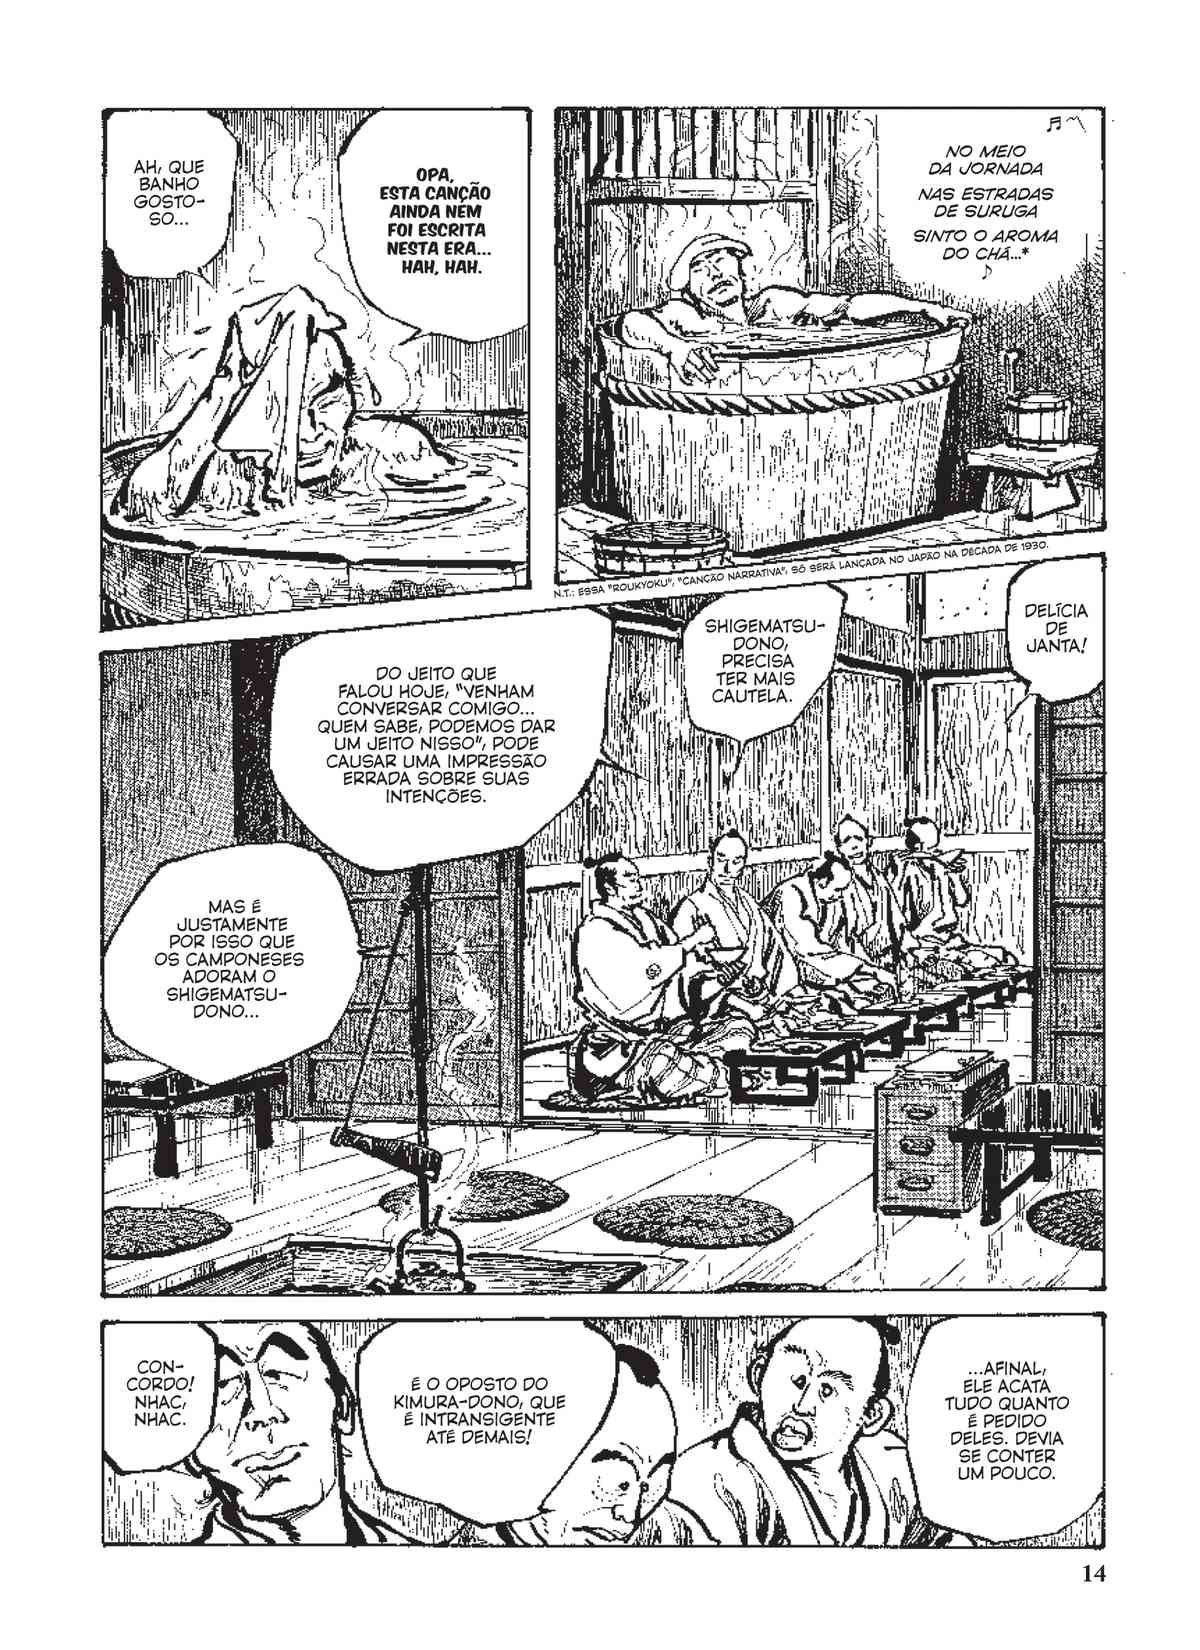 NO MEIO
DA JORNADA
NAS ESTRADAS
DE SURUGA
SINTO O AROMA
DO CHÁ...*
OPA,
ESTA CANÇÃO
AINDA NEM
FOI ESCRITA
NESTA ERA...
HAH, HAH.
AH, QUE
BANHO
GOSTO-
SO...
N.T.: ESSA "ROUKYOKU", "CANÇÃO NARRATIVA", SÓ SERÁ LANÇADA NO JAPÃO NA DÉCADA DE 1930.
DELÍCIA
DE
JANTA!
SHIGEMATSU-
DONO,
PRECISA
TER MAIS
CAUTELA.
DO JEITO QUE
FALOU HOJE, "VENHAM
CONVERSAR COMIGO...
QUEM SABE, PODEMOS DAR
UM JEITO NISSO", PODE
CAUSAR UMA IMPRESSÃO
ERRADA SOBRE SUAS
INTENÇÕES.
MAS É
JUSTAMENTE
POR ISSO QUE
OS CAMPONESES
ADORAM O
SHIGEMATSU-
DONO...
...AFINAL,
ELE ACATA
TUDO QUANTO
É PEDIDO
DELES. DEVIA
SE CONTER
UM POUCO.
É O OPOSTO DO
KIMURA-DONO, QUE
É INTRANSIGENTE
ATÉ DEMAIS!
CON-
CORDO!
NHAC,
NHAC.
14